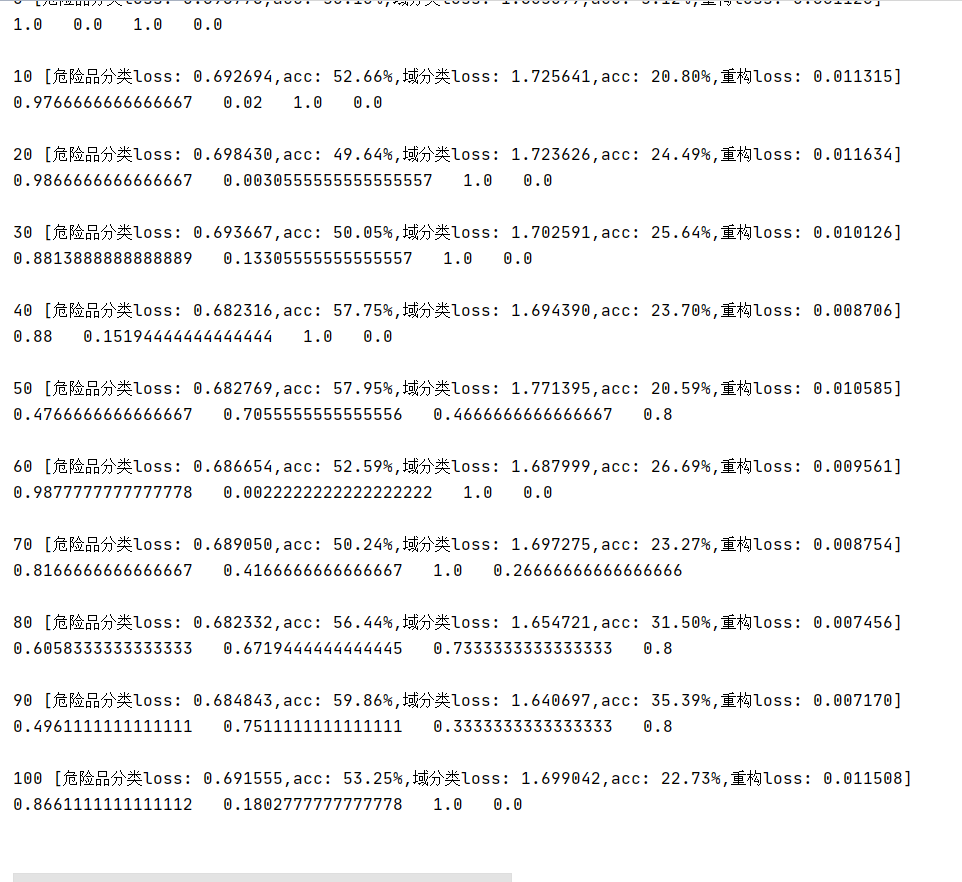 1.0   0.0   1.0   0.0
10 [危险品分类loss: 0.692694,acc: 52.66%,域分类loss: 1.725641,acc: 20.80%,重构loss: 0.011315]
0.9766666666666667   0.02   1.0   0.0
20 [危险品分类loss: 0.698430,acc: 49.64%,域分类loss: 1.723626,acc: 24.49%,重构loss: 0.011634]
0.9866666666666667   0.0030555555555555557   1.0   0.0
30 [危险品分类loss: 0.693667,acc: 50.05%,域分类loss: 1.702591,acc: 25.64%,重构loss: 0.010126]
0.8813888888888889   0.13305555555555557   1.0   0.0
40 [危险品分类loss: 0.682316,acc: 57.75%,域分类loss: 1.694390,acc: 23.70%,重构loss: 0.008706]
0.88   0.15194444444444444   1.0   0.0
50 [危险品分类loss: 0.682769,acc: 57.95%,域分类loss: 1.771395,acc: 20.59%,重构loss: 0.010585]
0.4766666666666667   0.7055555555555556   0.4666666666666667   0.8
60 [危险品分类loss: 0.686654,acc: 52.59%,域分类loss: 1.687999,acc: 26.69%,重构loss: 0.009561]
0.9877777777777778   0.0022222222222222222   1.0   0.0
70 [危险品分类loss: 0.689050,acc: 50.24%,域分类loss: 1.697275,acc: 23.27%,重构loss: 0.008754]
0.8166666666666667   0.4166666666666667   1.0   0.26666666666666666
80 [危险品分类loss: 0.682332,acc: 56.44%,域分类loss: 1.654721,acc: 31.50%,重构loss: 0.007456]
0.6058333333333333   0.6719444444444445   0.7333333333333333   0.8
90 [危险品分类loss: 0.684843,acc: 59.86%,域分类loss: 1.640697,acc: 35.39%,重构loss: 0.007170]
0.4961111111111111   0.7511111111111111   0.3333333333333333   0.8
100 [危险品分类loss: 0.691555,acc: 53.25%,域分类loss: 1.699042,acc: 22.73%,重构loss: 0.011508]
0.8661111111111112   0.1802777777777778   1.0   0.0